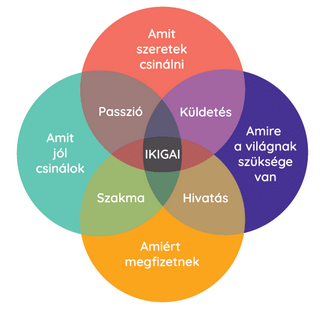 Amit
szeretek
csinálni
Passzió
Küldetés
Amit
jól
csinálok
IKIGAI
Amire
a világnak
szüksége
van
Szakma
Hivatás
Amiért
megfizetnek